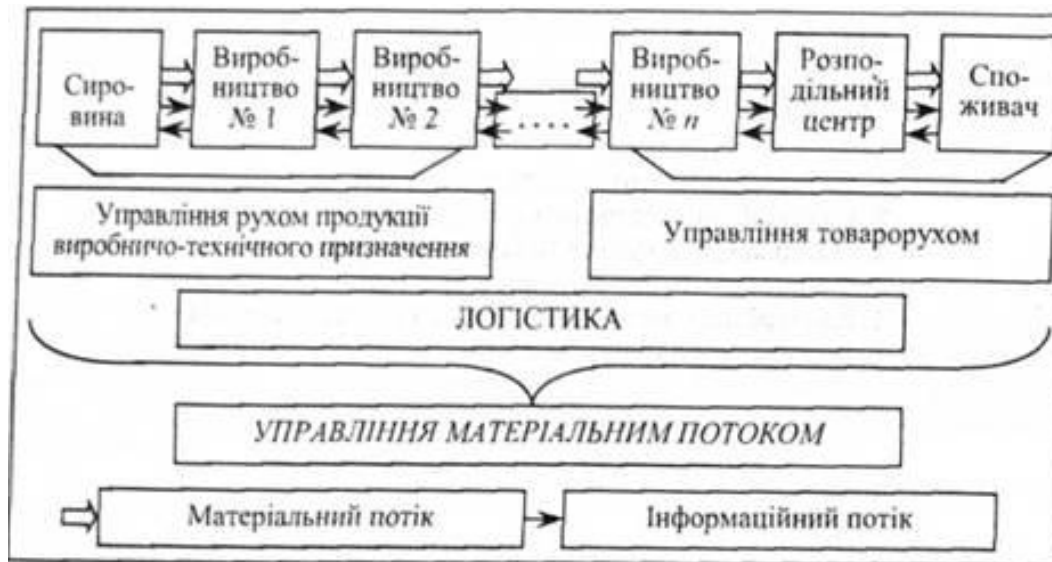 Сиро-
вина
Вироб-
ництво
№ 1
Вироб-
ництво
№ 2
....
Вироб-
ництво
№ n
Розпо-
дільний
центр
Спо-
живач
Управління рухом продукції
виробничо-технічного призначення
Управління товарорухом
ЛОГІСТИКА
УПРАВЛІННЯ МАТЕРІАЛЬНИМ ПОТОКОМ
Матеріальний потік
Інформаційний потік